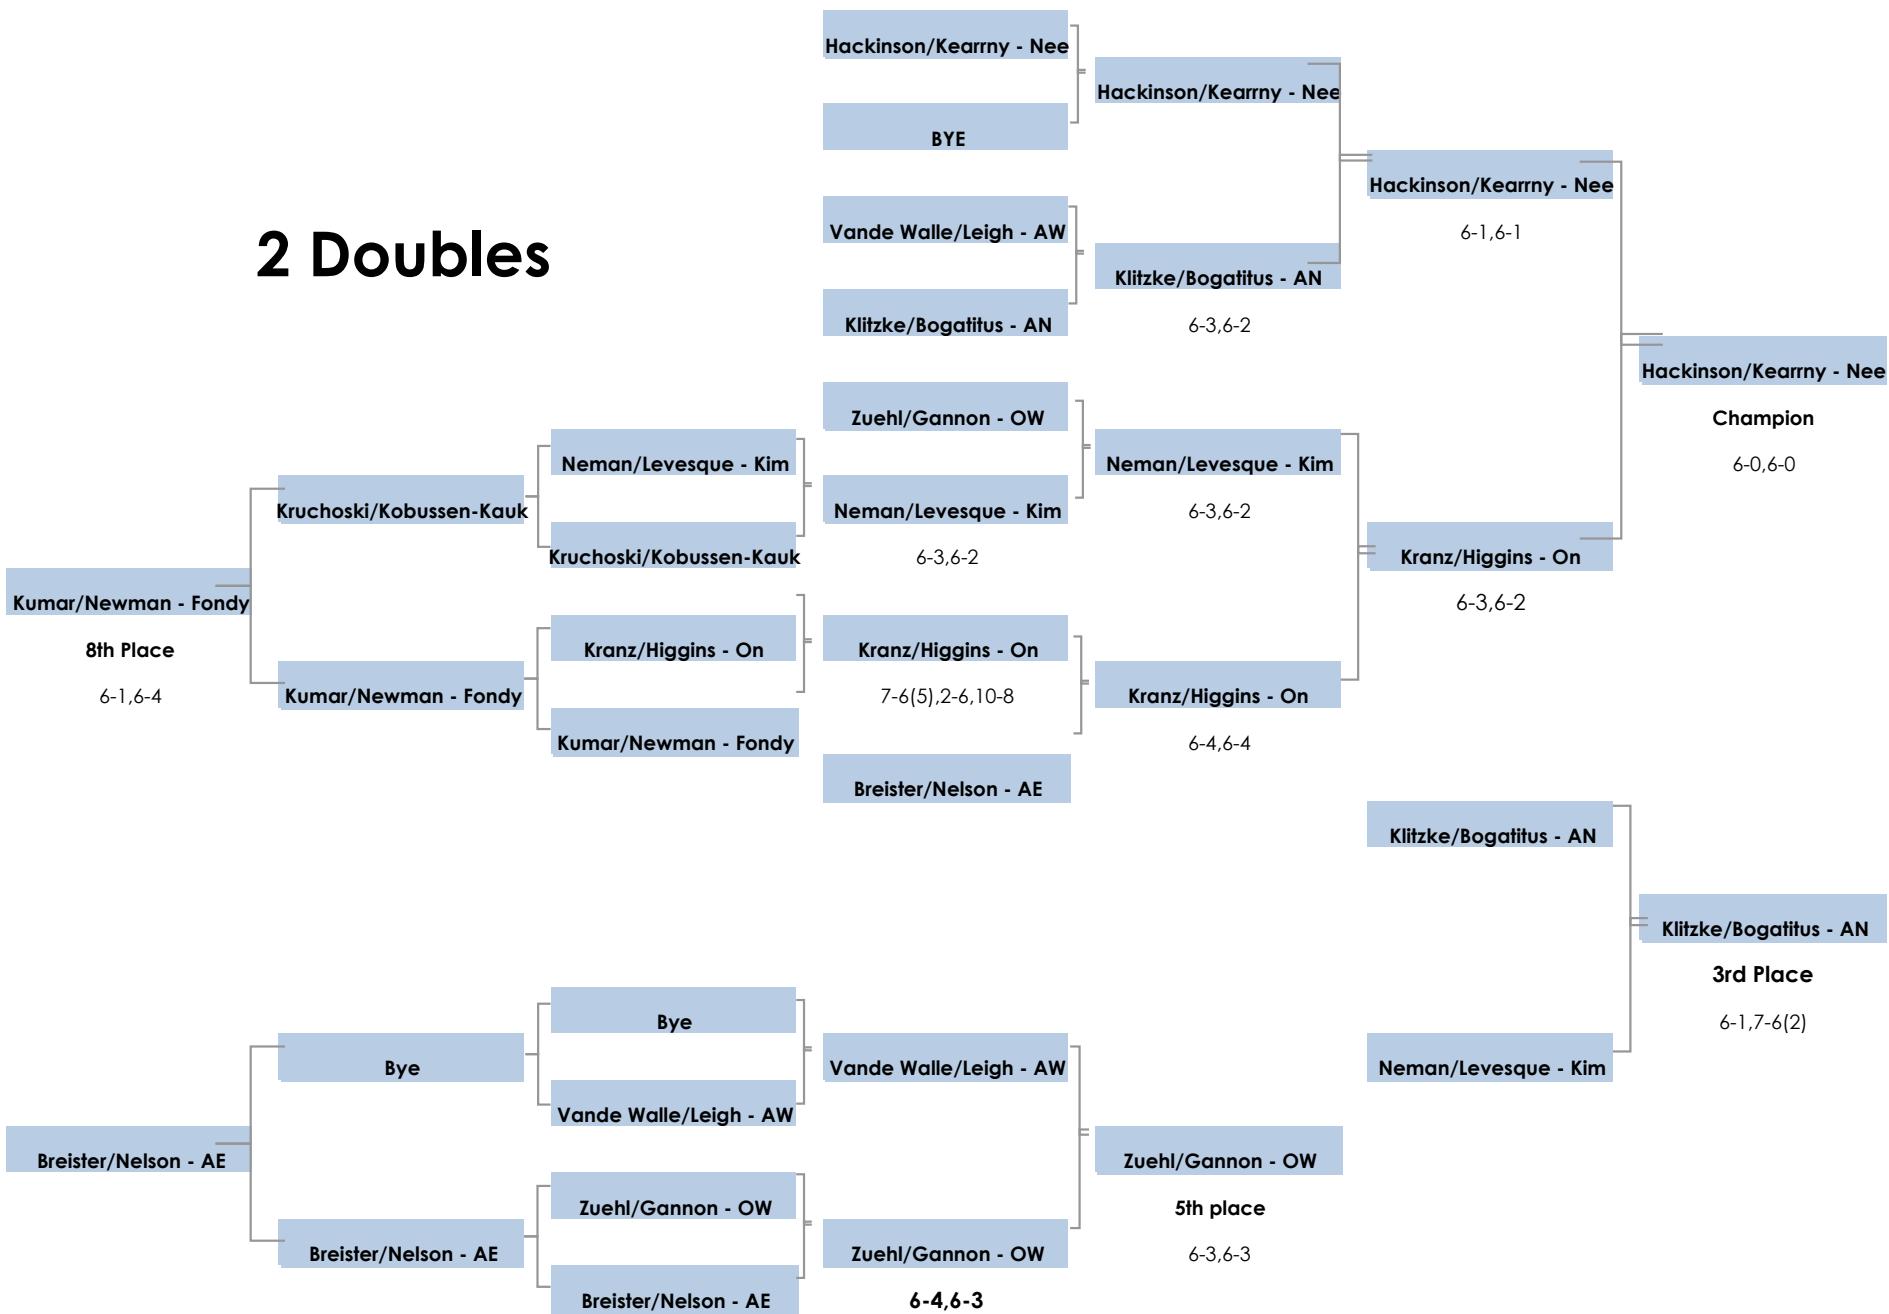 Hackinson/Kearrny - Nee
Hackinson/Kearrny - Nee
BYE
Hackinson/Kearrny - Nee
Vande Walle/Leigh - AW
6-1,6-1
2 Doubles
Klitzke/Bogatitus - AN
Klitzke/Bogatitus - AN
6-3,6-2
Hackinson/Kearrny - Nee
Zuehl/Gannon - OW
Champion
Neman/Levesque - Kim
Neman/Levesque - Kim
6-0,6-0
Kruchoski/Kobussen-Kauk
Neman/Levesque - Kim
6-3,6-2
Kruchoski/Kobussen-Kauk
6-3,6-2
Kranz/Higgins - On
Kumar/Newman - Fondy
6-3,6-2
8th Place
Kranz/Higgins - On
Kranz/Higgins - On
6-1,6-4
Kumar/Newman - Fondy
7-6(5),2-6,10-8
Kranz/Higgins - On
Kumar/Newman - Fondy
6-4,6-4
Breister/Nelson - AE
Klitzke/Bogatitus - AN
Klitzke/Bogatitus - AN
3rd Place
Bye
6-1,7-6(2)
Bye
Vande Walle/Leigh - AW
Neman/Levesque - Kim
Vande Walle/Leigh - AW
Breister/Nelson - AE
Zuehl/Gannon - OW
Zuehl/Gannon - OW
5th place
Breister/Nelson - AE
Zuehl/Gannon - OW
6-3,6-3
Breister/Nelson - AE
6-4,6-3